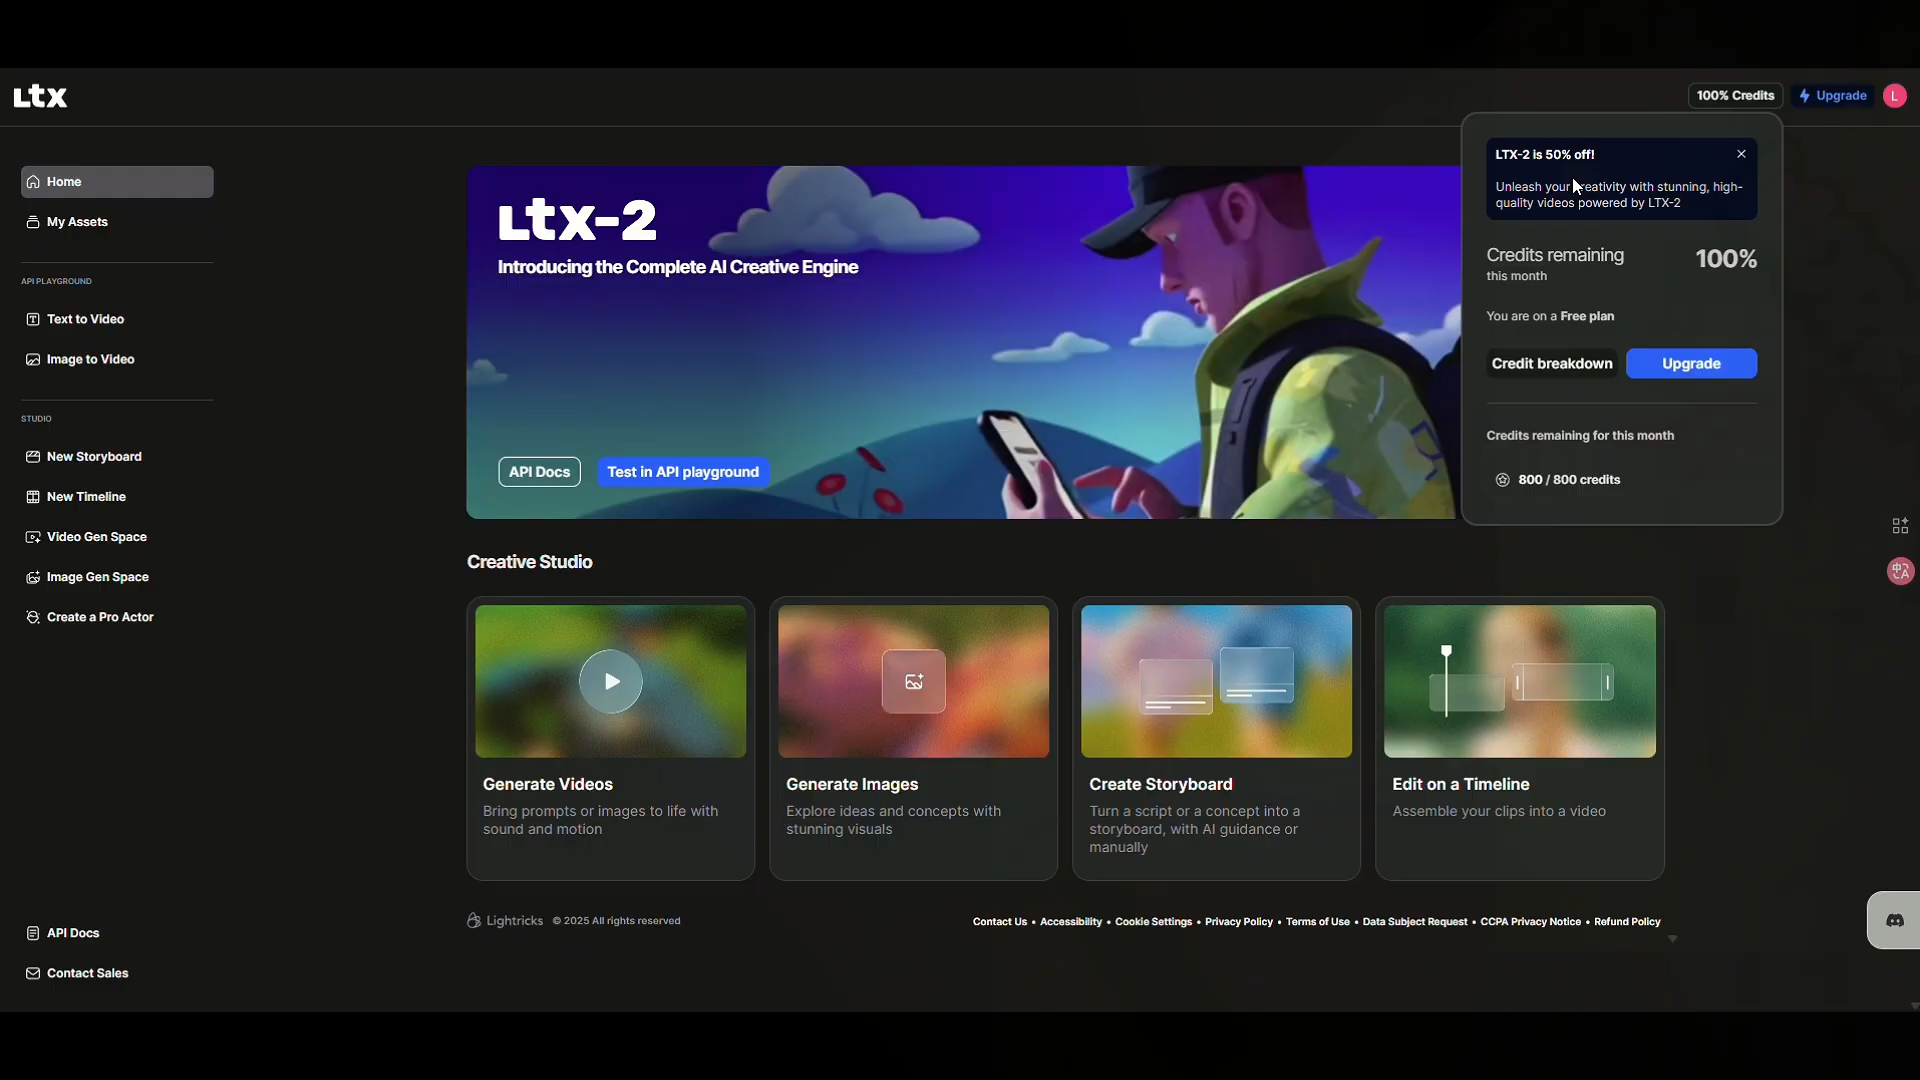 Ltx
100% Credits
Upgrade
L
Home
My Assets
API PLAYGROUND
Text to Video
Image to Video
STUDIO
New Storyboard
New Timeline
Video Gen Space
Image Gen Space
Create a Pro Actor
API Docs
Contact Sales
Ltx-2
Introducing the Complete AI Creative Engine
API Docs
Test in API playground
LTX-2 is 50% off!
Unleash your creativity with stunning, high-
quality videos powered by LTX-2
Credits remaining
this month
100%
You are on a Free plan
Credit breakdown
Upgrade
Credits remaining for this month
800 / 800 credits
Creative Studio
Generate Videos
Bring prompts or images to life with
sound and motion
Generate Images
Explore ideas and concepts with
stunning visuals
Create Storyboard
Turn a script or a concept into a
storyboard, with AI guidance or
manually
Edit on a Timeline
Assemble your clips into a video
Lightricks © 2025 All rights reserved
Contact Us • Accessibility • Cookie Settings • Privacy Policy • Terms of Use • Data Subject Request • CCPA Privacy Notice • Refund Policy
中A